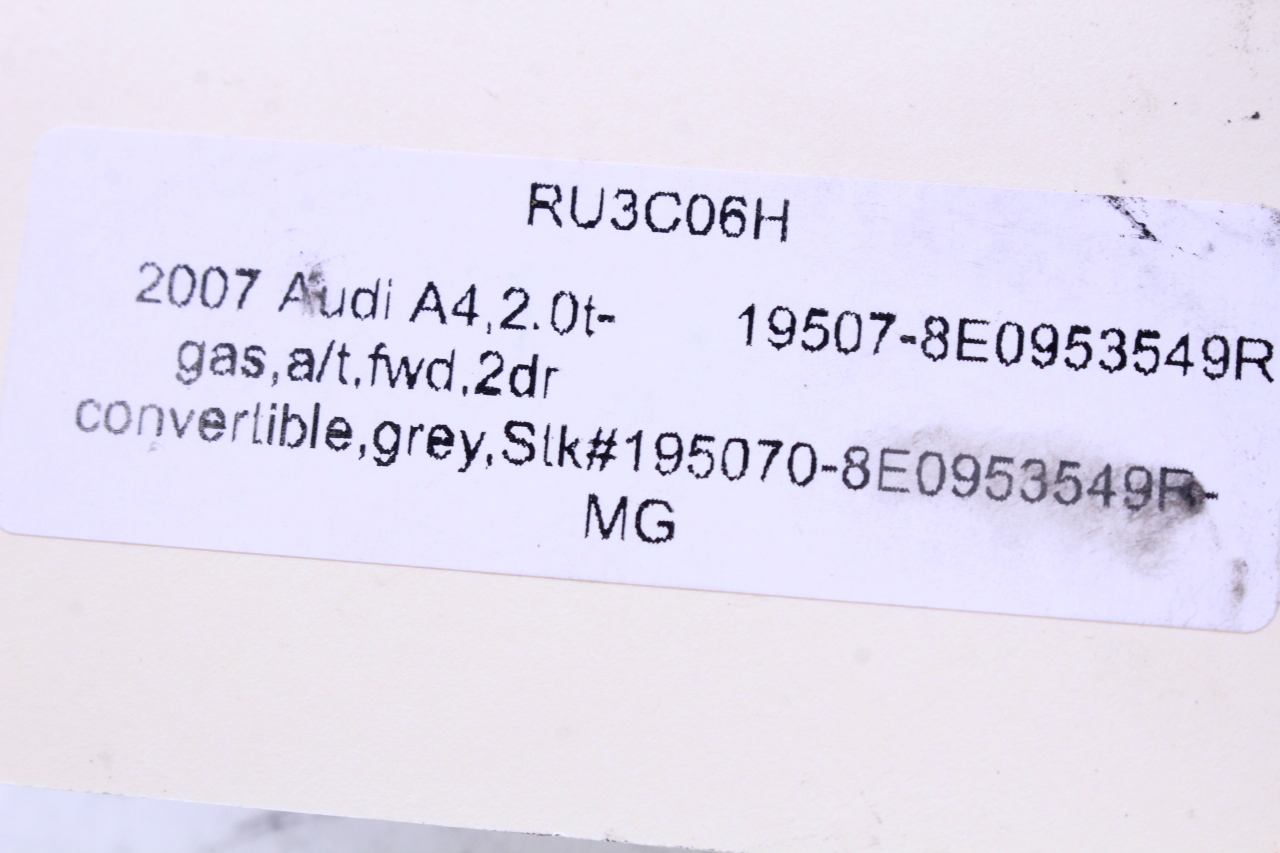 RU3C06H
2007 Audi A4,2.0t-
gas,a/t,fwd,2dr
19507-8E0953549R
convertible,grey,Stk#195070-8E0953549R-
MG